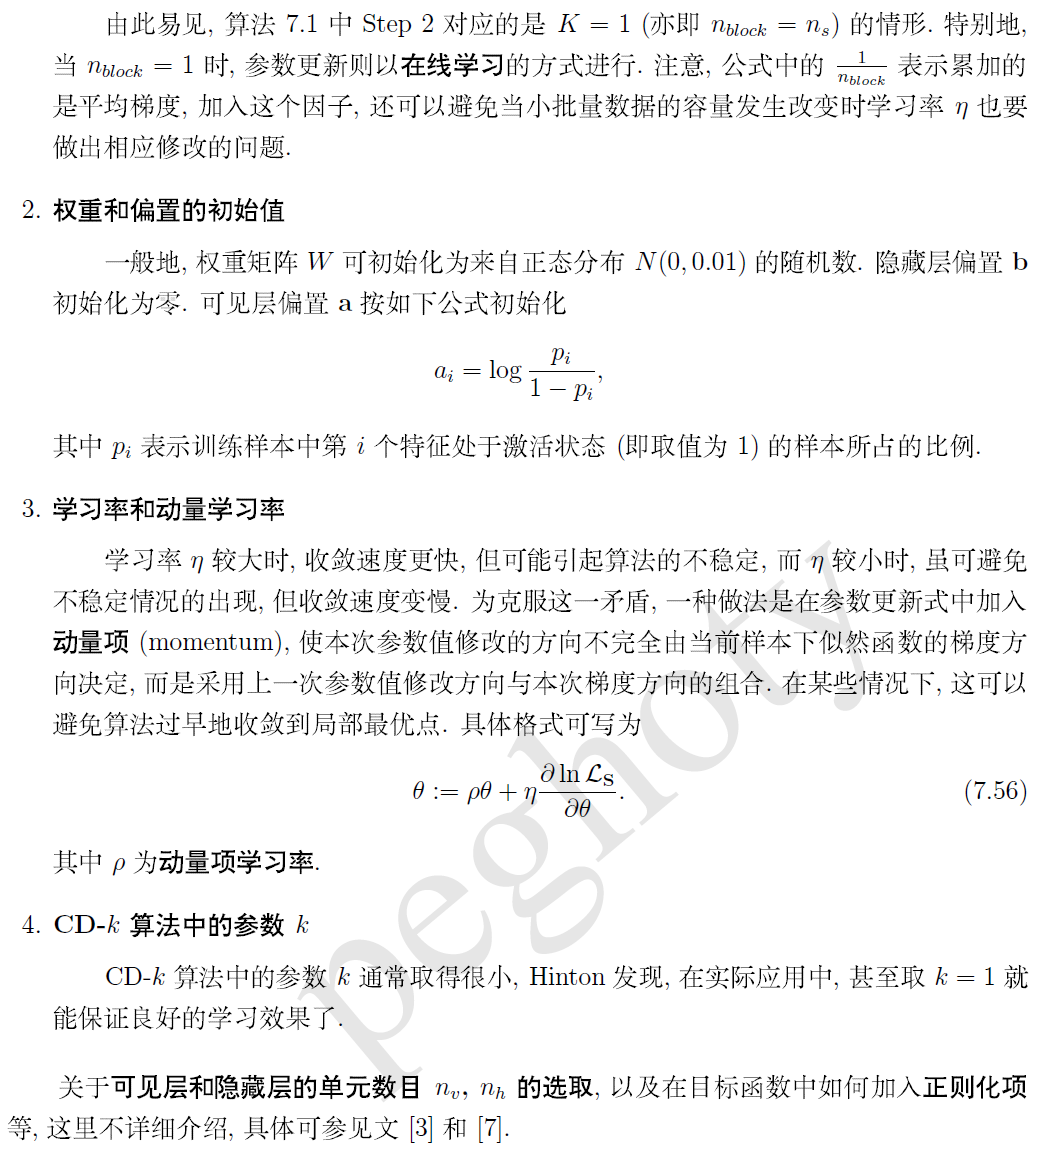 由此易见, 算法 7.1 中 Step 2 对应的是 K = 1 (亦即 n_{block} = n_s) 的情形. 特别地,
当 n_{block} = 1 时, 参数更新则以在线学习的方式进行. 注意, 公式中的 \frac{1}{n_{block}} 表示累加的
是平均梯度, 加入这个因子, 还可以避免当小批量数据的容量发生改变时学习率 η 也要
做出相应修改的问题.
2. 权重和偏置的初始值
一般地, 权重矩阵 W 可初始化为来自正态分布 N(0, 0.01) 的随机数. 隐藏层偏置 b
初始化为零. 可见层偏置 a 按如下公式初始化
a_i = log \frac{p_i}{1 − p_i},
其中 p_i 表示训练样本中第 i 个特征处于激活状态 (即取值为 1) 的样本所占的比例.
3. 学习率和动量学习率
学习率 η 较大时, 收敛速度更快, 但可能引起算法的不稳定, 而 η 较小时, 虽可避免
不稳定情况的出现, 但收敛速度变慢. 为克服这一矛盾, 一种做法是在参数更新式中加入
动量项 (momentum), 使本次参数值修改的方向不完全由当前样本下似然函数的梯度方
向决定, 而是采用上一次参数值修改方向与本次梯度方向的组合. 在某些情况下, 这可以
避免算法过早地收敛到局部最优点. 具体格式可写为
θ := ρθ + η\frac{∂ ln \mathcal{L}_S}{∂θ}. (7.56)
其中 ρ 为动量项学习率.
4. CD-k 算法中的参数 k
CD-k 算法中的参数 k 通常取得很小, Hinton 发现, 在实际应用中, 甚至取 k = 1 就
能保证良好的学习效果了.
关于可见层和隐藏层的单元数目 n_v, n_h 的选取, 以及在目标函数中如何加入正则化项
等, 这里不详细介绍, 具体可参见文 [3] 和 [7].
peghoty